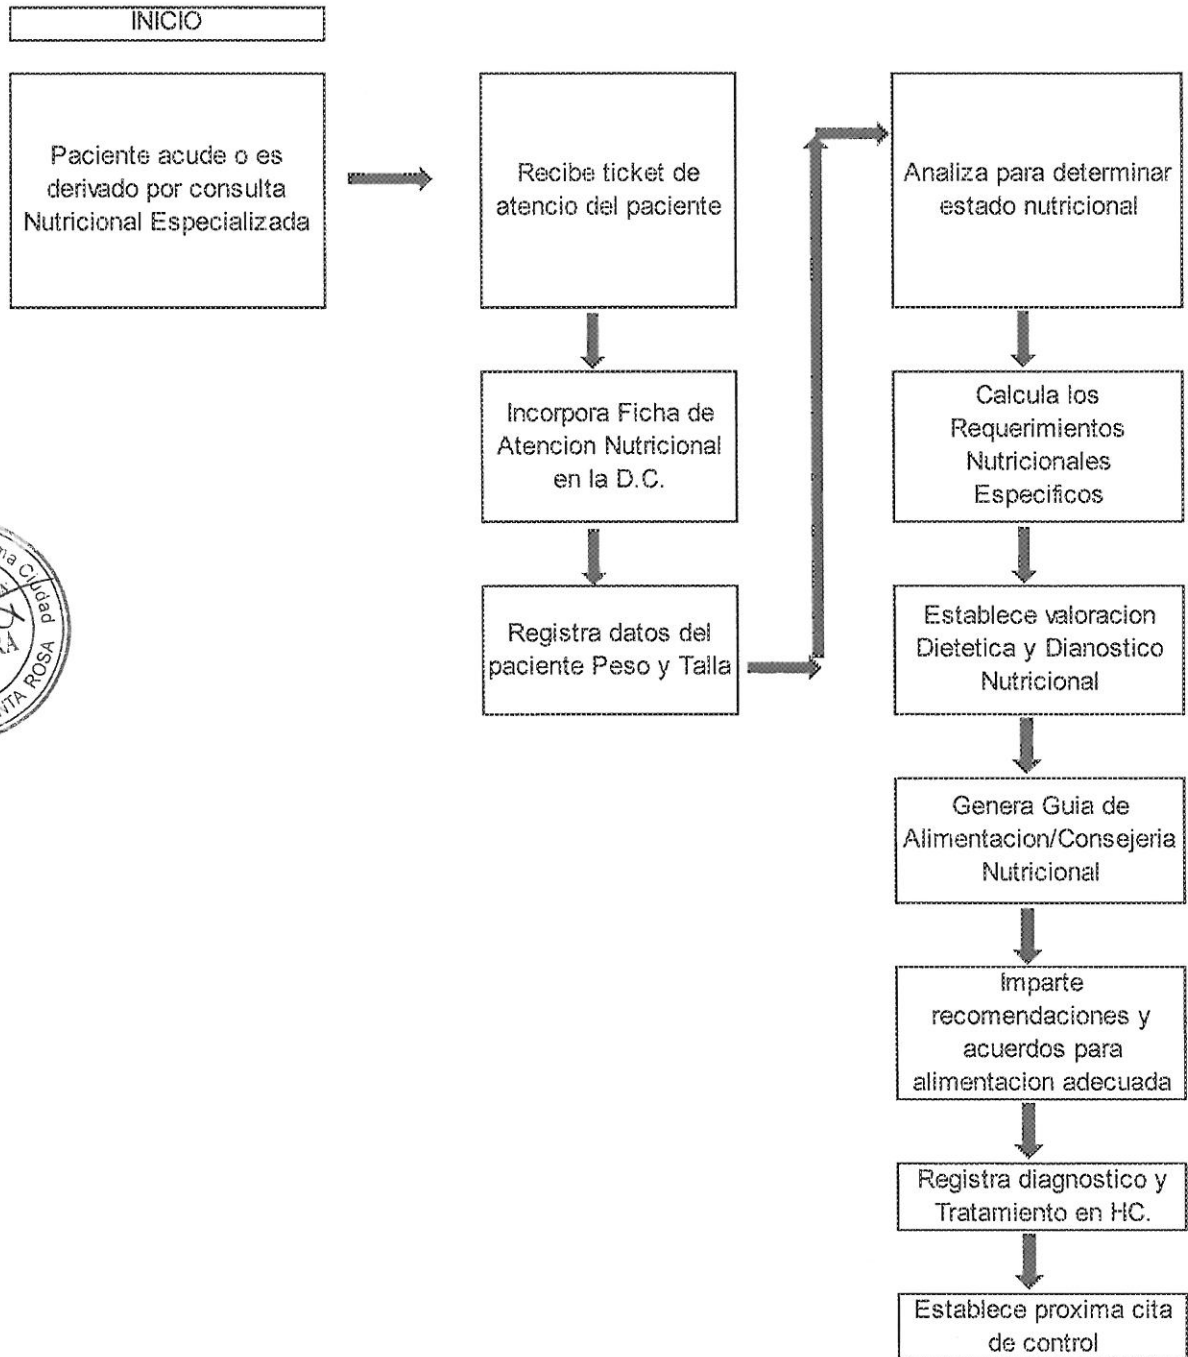 INICIO
Paciente acude o es
derivado por consulta
Nutricional Especializada
Recibe ticket de
atencio del paciente
Incorpora Ficha de
Atencion Nutricional
en la D.C.
Registra datos del
paciente Peso y Talla
Analiza para determinar
estado nutricional
Calcula los
Requerimientos
Nutricionales
Especificos
Establece valoracion
Dietetica y Dianostico
Nutricional
Genera Guia de
Alimentacion/Consejeria
Nutricional
Imparte
recomendaciones y
acuerdos para
alimentacion adecuada
Registra diagnostico y
Tratamiento en HC.
Establece proxima cita
de control
Ciudad
ROSA